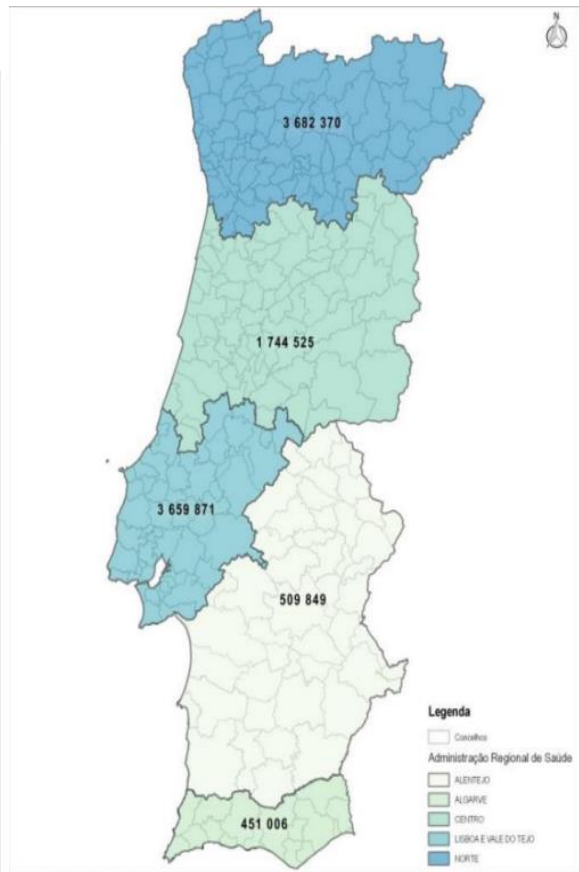 N
3 682 370
1 744 525
3 659 871
509 849
451 006
Legenda
Concelhos
Administração Regional de Saúde
ALENTEJO
ALGARVE
CENTRO
LISBOA E VALE DO TEJO
NORTE